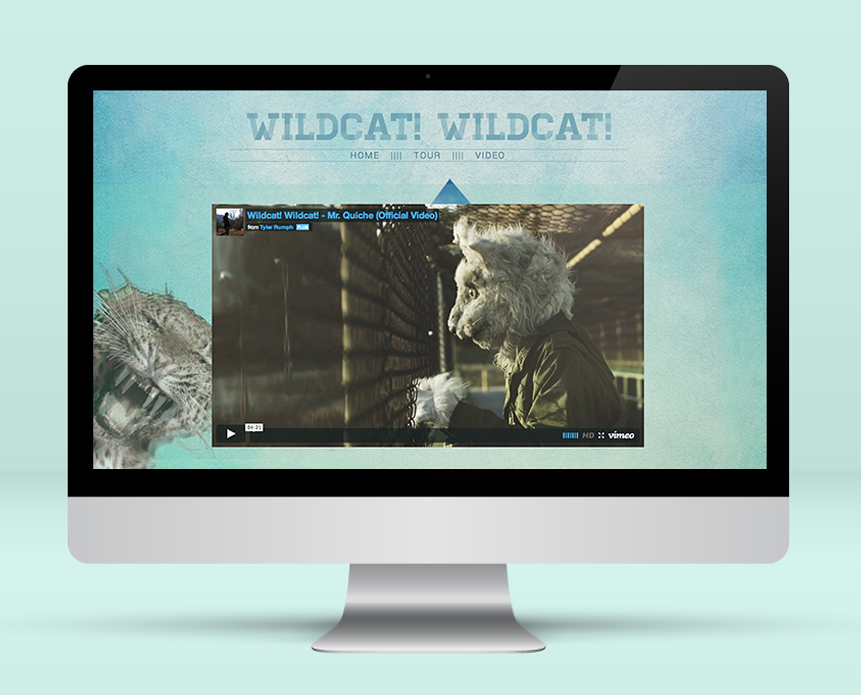 WILDCAT! WILDCAT!
HOME |||| TOUR |||| VIDEO
Wildcat! Wildcat! - Mr. Quiche (Official Video)
from Tyler Rumph PLUS
04:21
HD vimeo